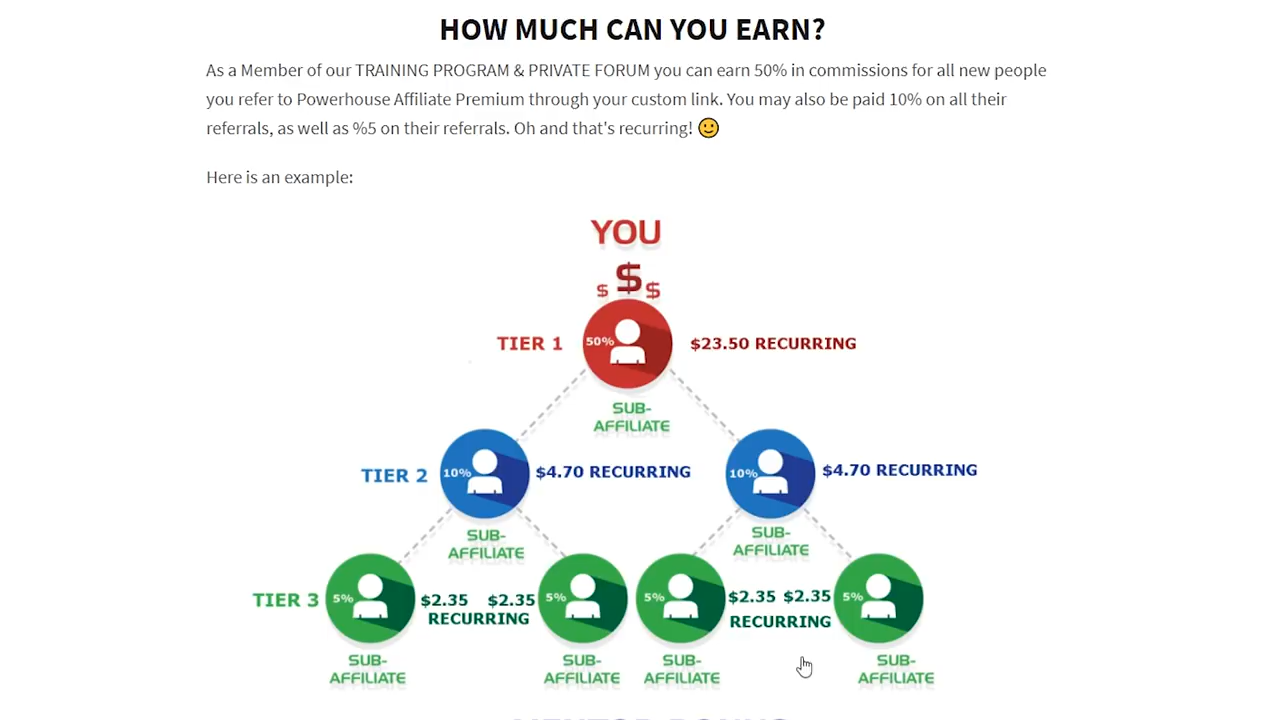 HOW MUCH CAN YOU EARN?
As a Member of our TRAINING PROGRAM & PRIVATE FORUM you can earn 50% in commissions for all new people
you refer to Powerhouse Affiliate Premium through your custom link. You may also be paid 10% on all their
referrals, as well as %5 on their referrals. Oh and that's recurring! 🙂
Here is an example:
YOU
$ $ $
TIER 1 50% $23.50 RECURRING
SUB-
AFFILIATE
TIER 2 10% $4.70 RECURRING 10% $4.70 RECURRING
SUB-
AFFILIATE
SUB-
AFFILIATE
TIER 3 5% $2.35 $2.35 5% 5% $2.35 $2.35 5%
RECURRING RECURRING
SUB- SUB- SUB- SUB-
AFFILIATE AFFILIATE AFFILIATE AFFILIATE